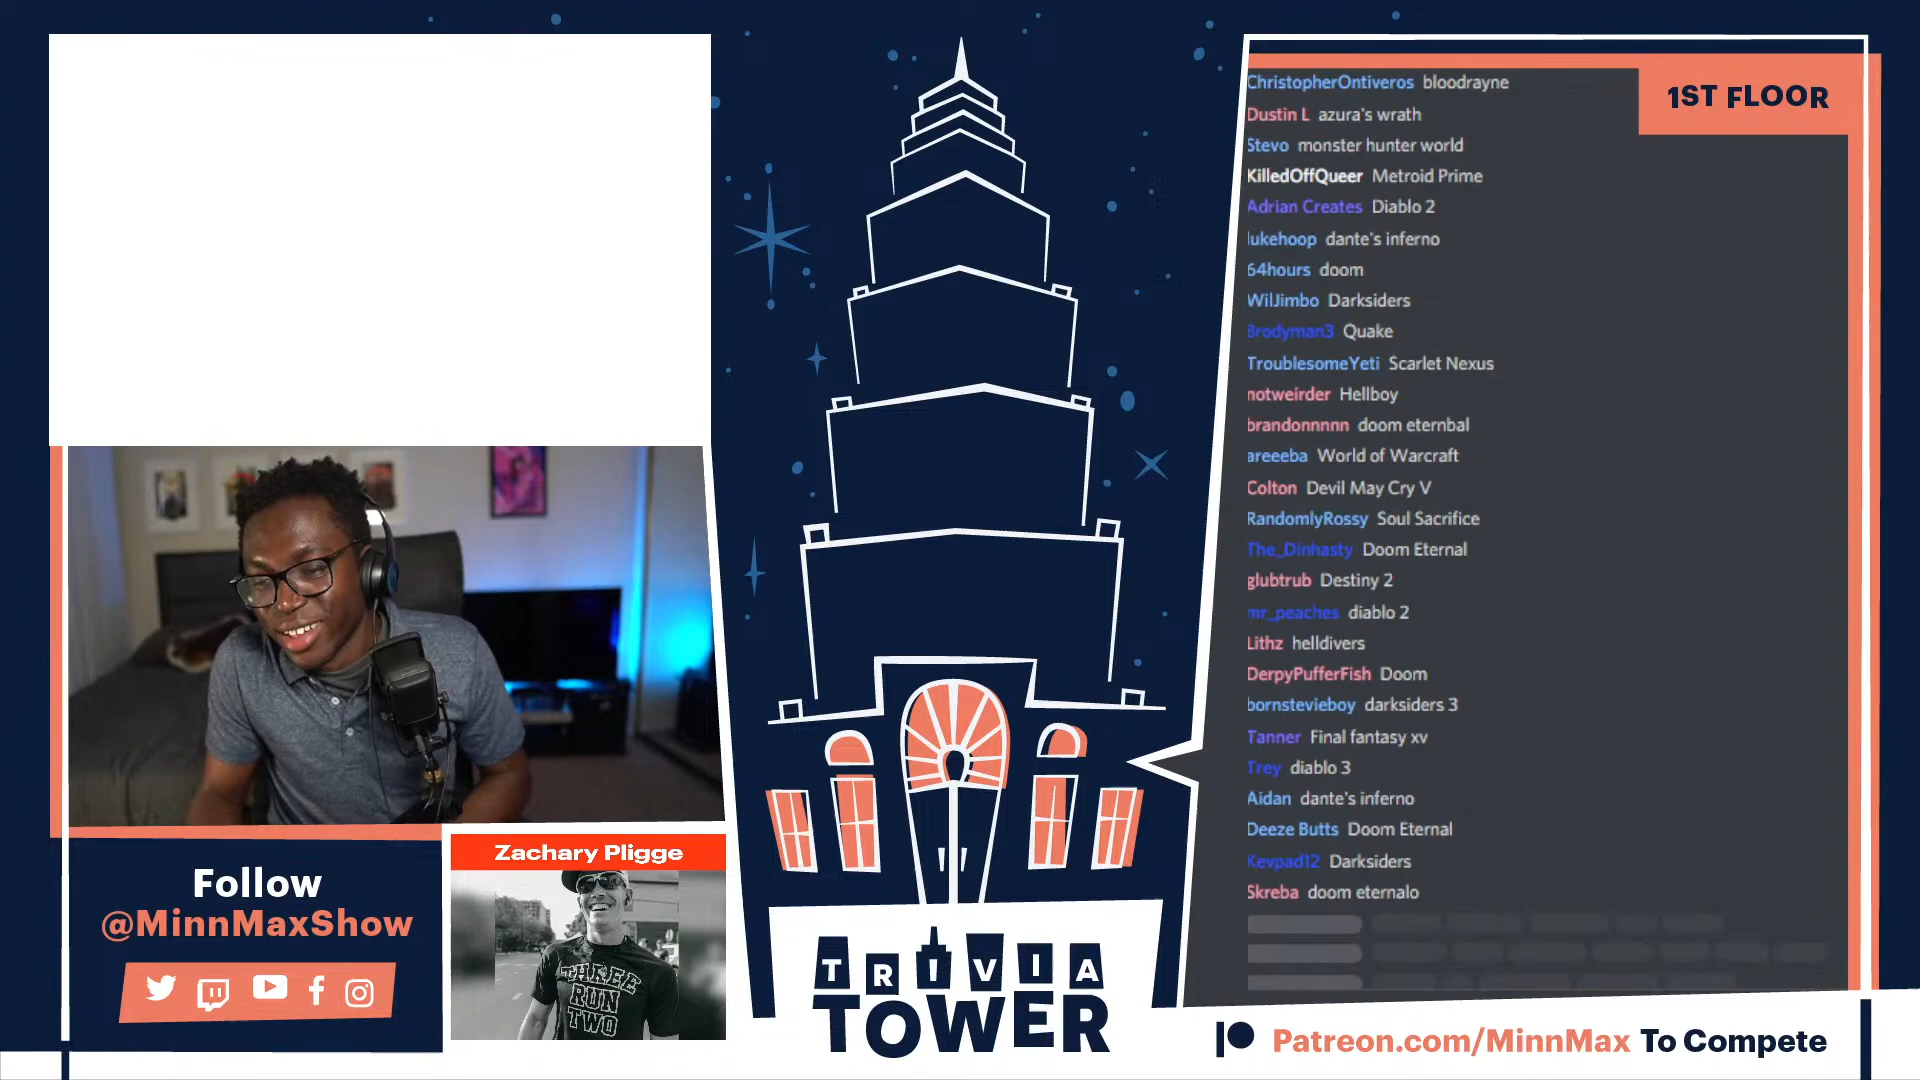 ChristopherOntiveros bloodrayne
Dustin L azura's wrath
Stevo monster hunter world
KilledOffQueer Metroid Prime
Adrian Creates Diablo 2
lukehoop dante's inferno
64hours doom
WilJimbo Darksiders
Brodyman3 Quake
TroublesomeYeti Scarlet Nexus
notweirder Hellboy
brandonnnnn doom eternbal
areeeba World of Warcraft
Colton Devil May Cry V
RandomlyRossy Soul Sacrifice
The_Dinhasty Doom Eternal
glubtrub Destiny 2
mr_peaches diablo 2
Lithz helldivers
DerpyPufferFish Doom
bornstevieboy darksiders 3
Tanner Final fantasy xv
Trey diablo 3
Aidan dante's inferno
Deeze Butts Doom Eternal
Kevpad12 Darksiders
Skreba doom eternalo
1ST FLOOR
Follow
@MinnMaxShow
Zachary Pligge
THREE
RUN
TWO
TRIVIA
TOWER
Patreon.com/MinnMax To Compete